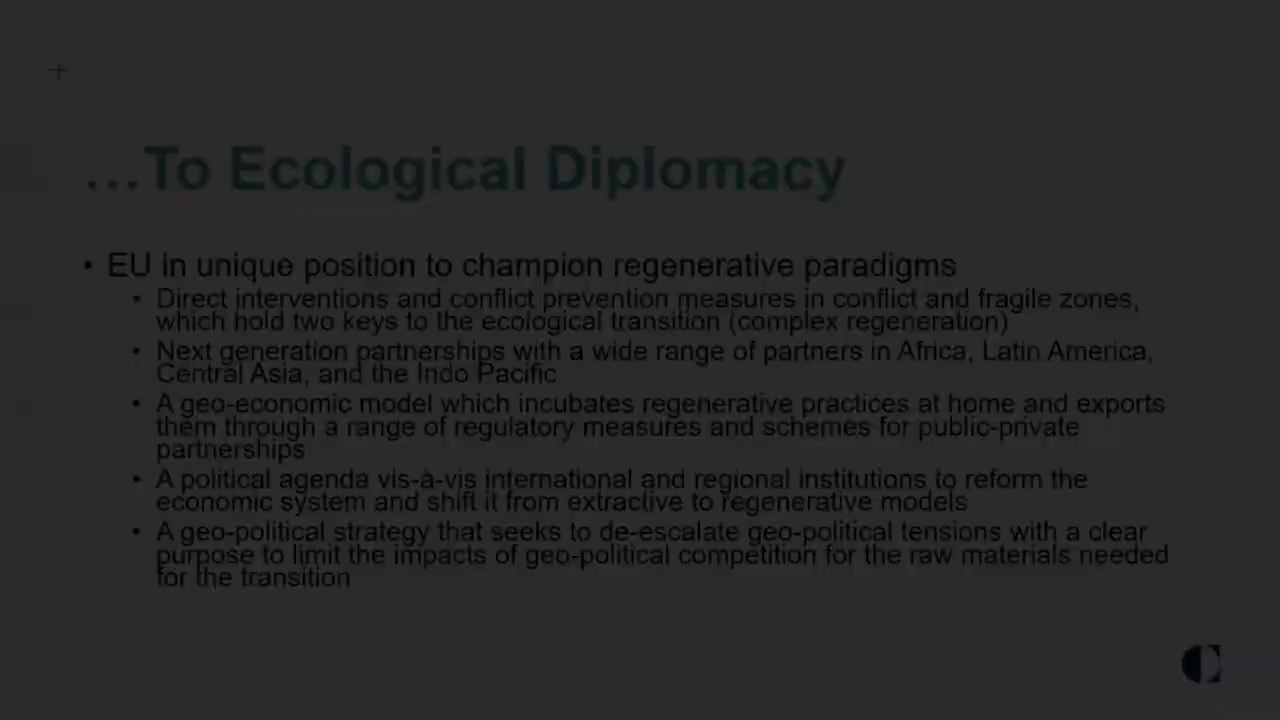 ...To Ecological Diplomacy
• EU in unique position to champion regenerative paradigms
• Direct interventions and conflict prevention measures in conflict and fragile zones,
which hold two keys to the ecological transition (complex regeneration)
• Next generation partnerships with a wide range of partners in Africa, Latin America,
Central Asia, and the Indo Pacific
• A geo-economic model which incubates regenerative practices at home and exports
them through a range of regulatory measures and schemes for public-private
partnerships
• A political agenda vis-à-vis international and regional institutions to reform the
economic system and shift it from extractive to regenerative models
• A geo-political strategy that seeks to de-escalate geo-political tensions with a clear
purpose to limit the impacts of geo-political competition for the raw materials needed
for the transition